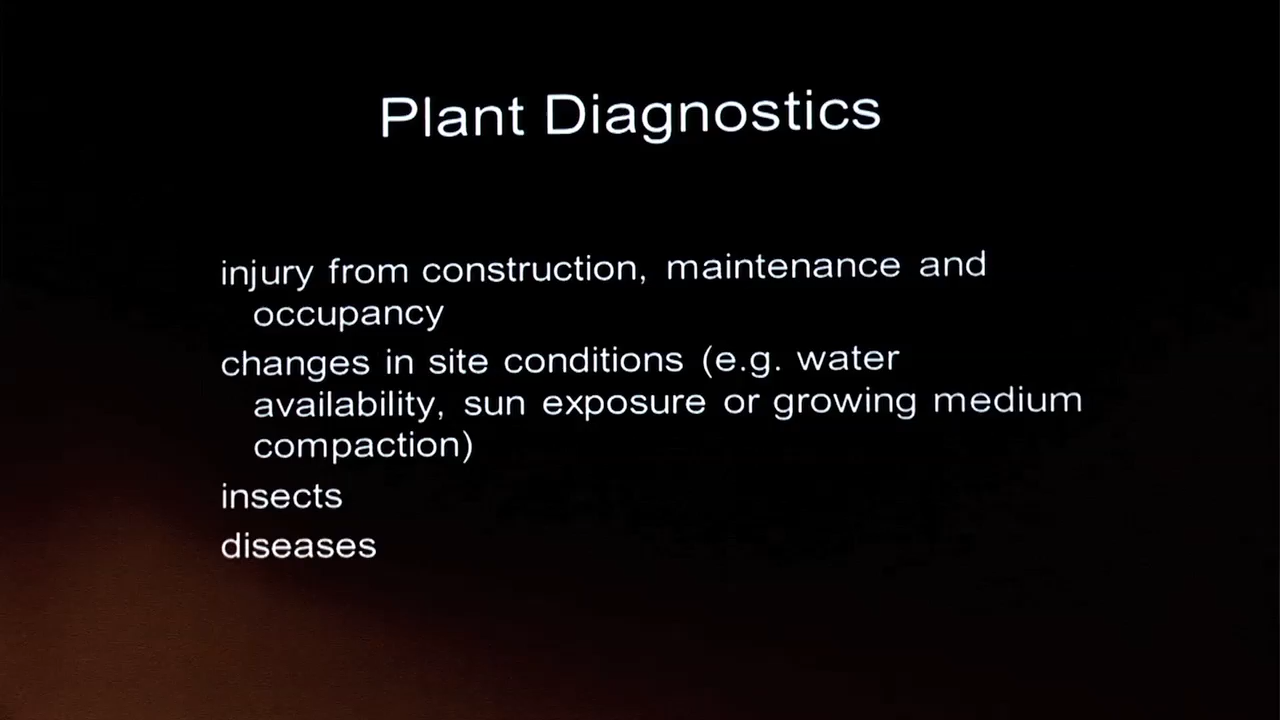 Plant Diagnostics
injury from construction, maintenance and
occupancy
changes in site conditions (e.g. water
availability, sun exposure or growing medium
compaction)
insects
diseases